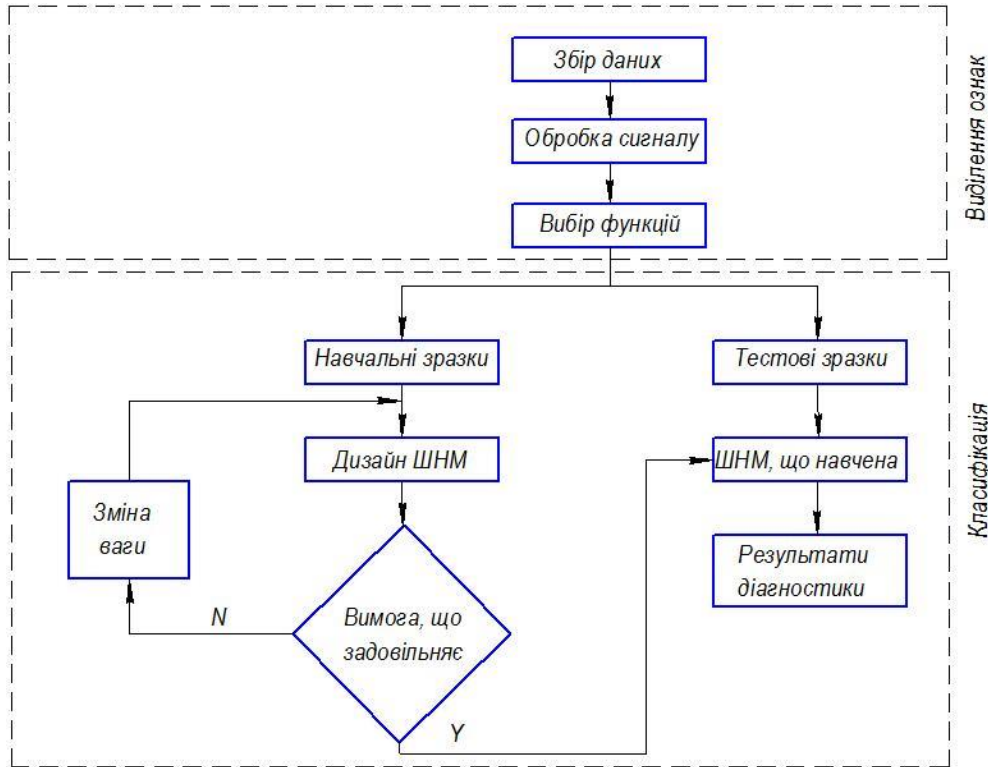 Збір даних
Обробка сигналу
Вибір функцій
Виділення ознак
Навчальні зразки
Тестові зразки
Дизайн ШНМ
ШНМ, що навчена
Зміна
ваги
Результати
діагностики
Вимога, що
задовільняє
N
Y
Класифікація